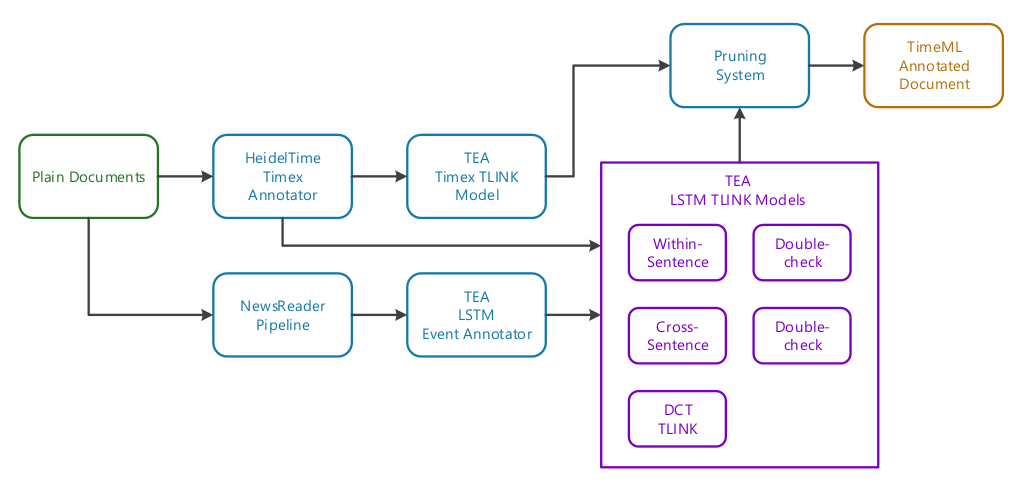 Pruning
System
TimeML
Annotated
Document
Plain Documents
HeidelTime
Timex
Annotator
TEA
Timex TLINK
Model
TEA
LSTM TLINK Models
Within-
Sentence
Double-
check
NewsReader
Pipeline
TEA
LSTM
Event Annotator
Cross-
Sentence
Double-
check
DCT
TLINK